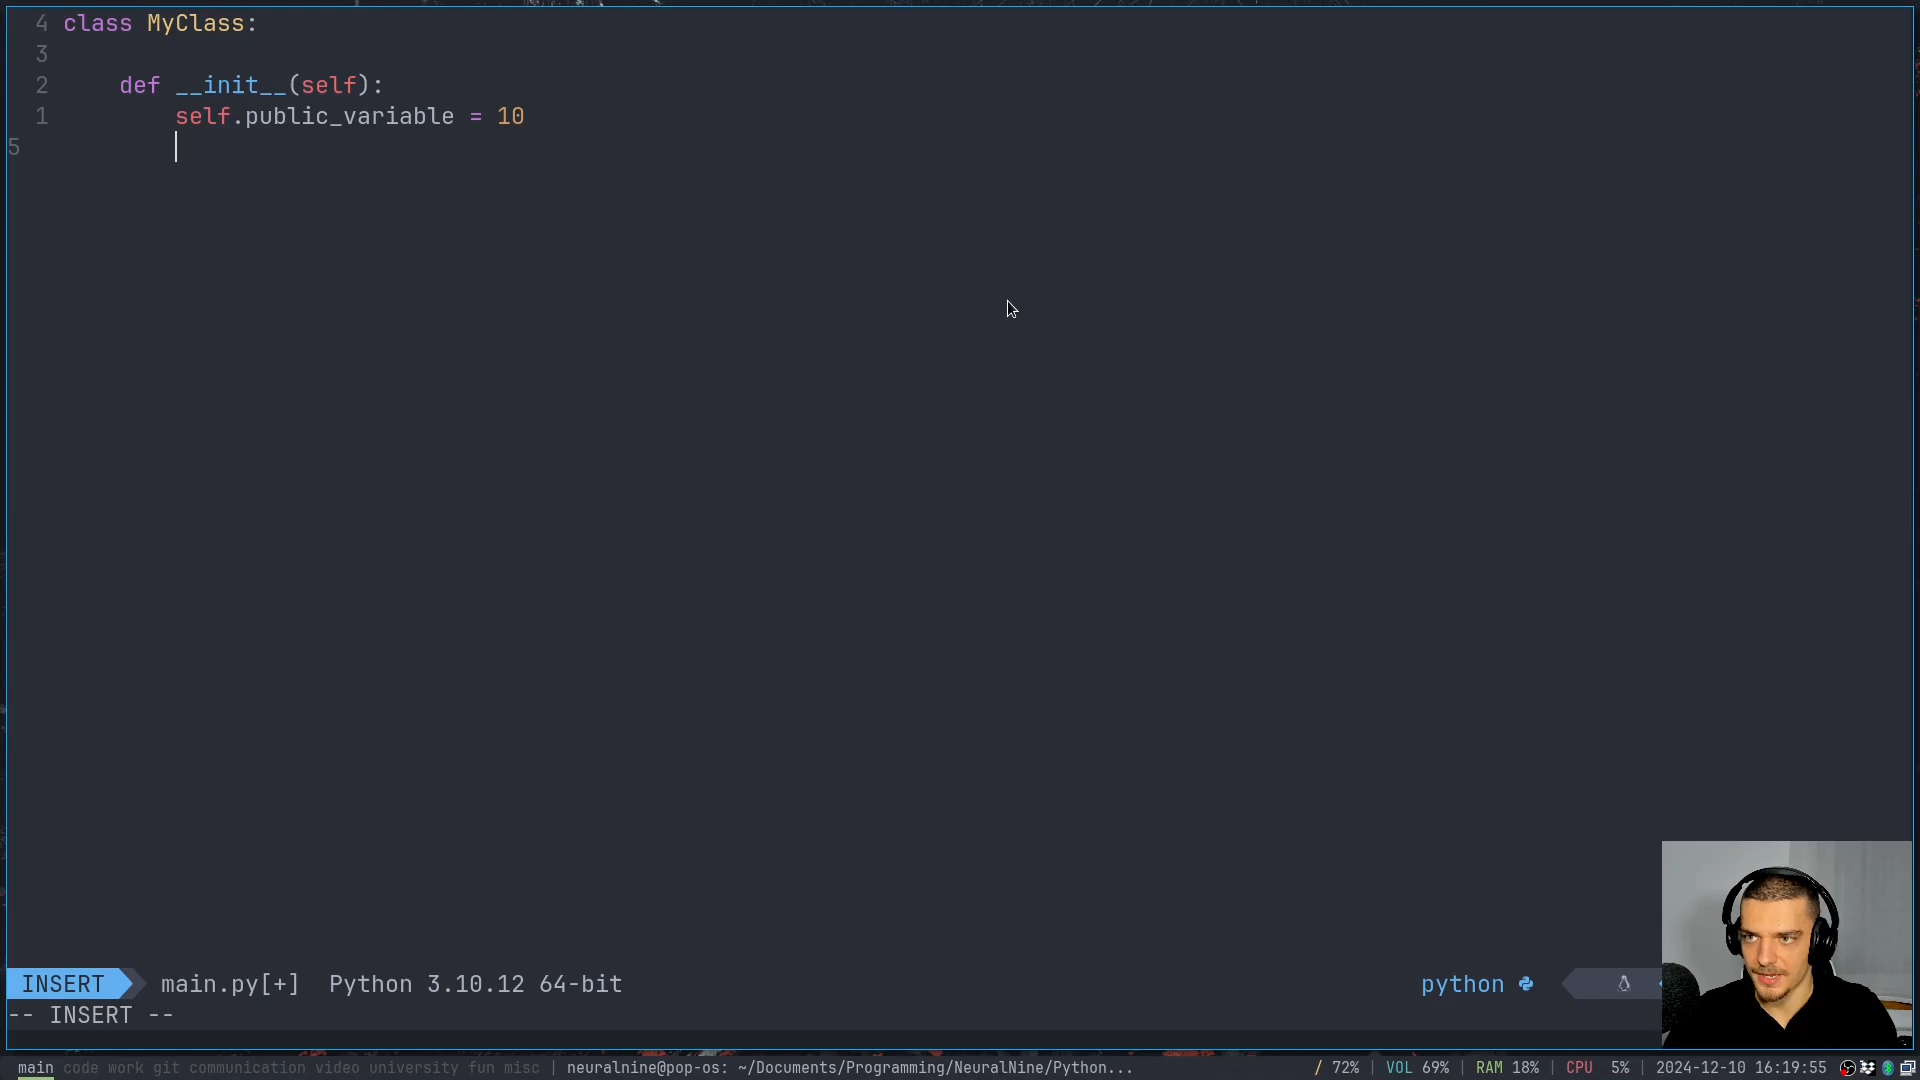 4 class MyClass:
3
2 def __init__(self):
1 self.public_variable = 10
5
INSERT main.py[+] Python 3.10.12 64-bit python
-- INSERT --
main code work git communication video university fun misc | neuralnine@pop-os: ~/Documents/Programming/NeuralNine/Python... / 72% | VOL 69% | RAM 18% | CPU 5% | 2024-12-10 16:19:55